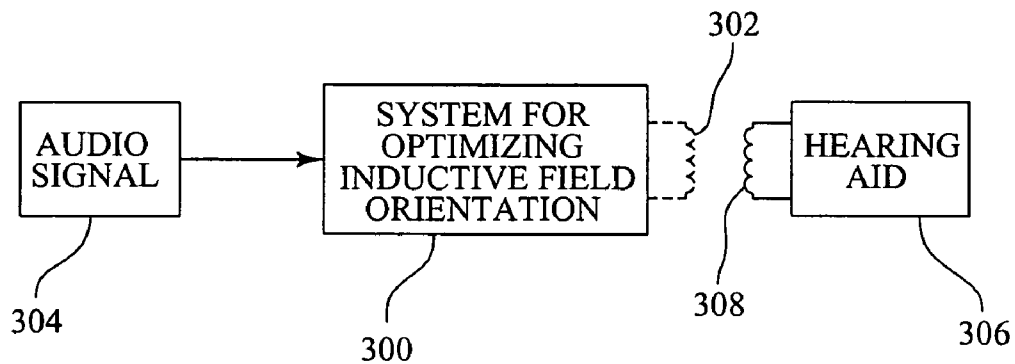 302
AUDIO
SIGNAL
SYSTEM FOR
OPTIMIZING
INDUCTIVE FIELD
ORIENTATION
HEARING
AID
304
300
308
306